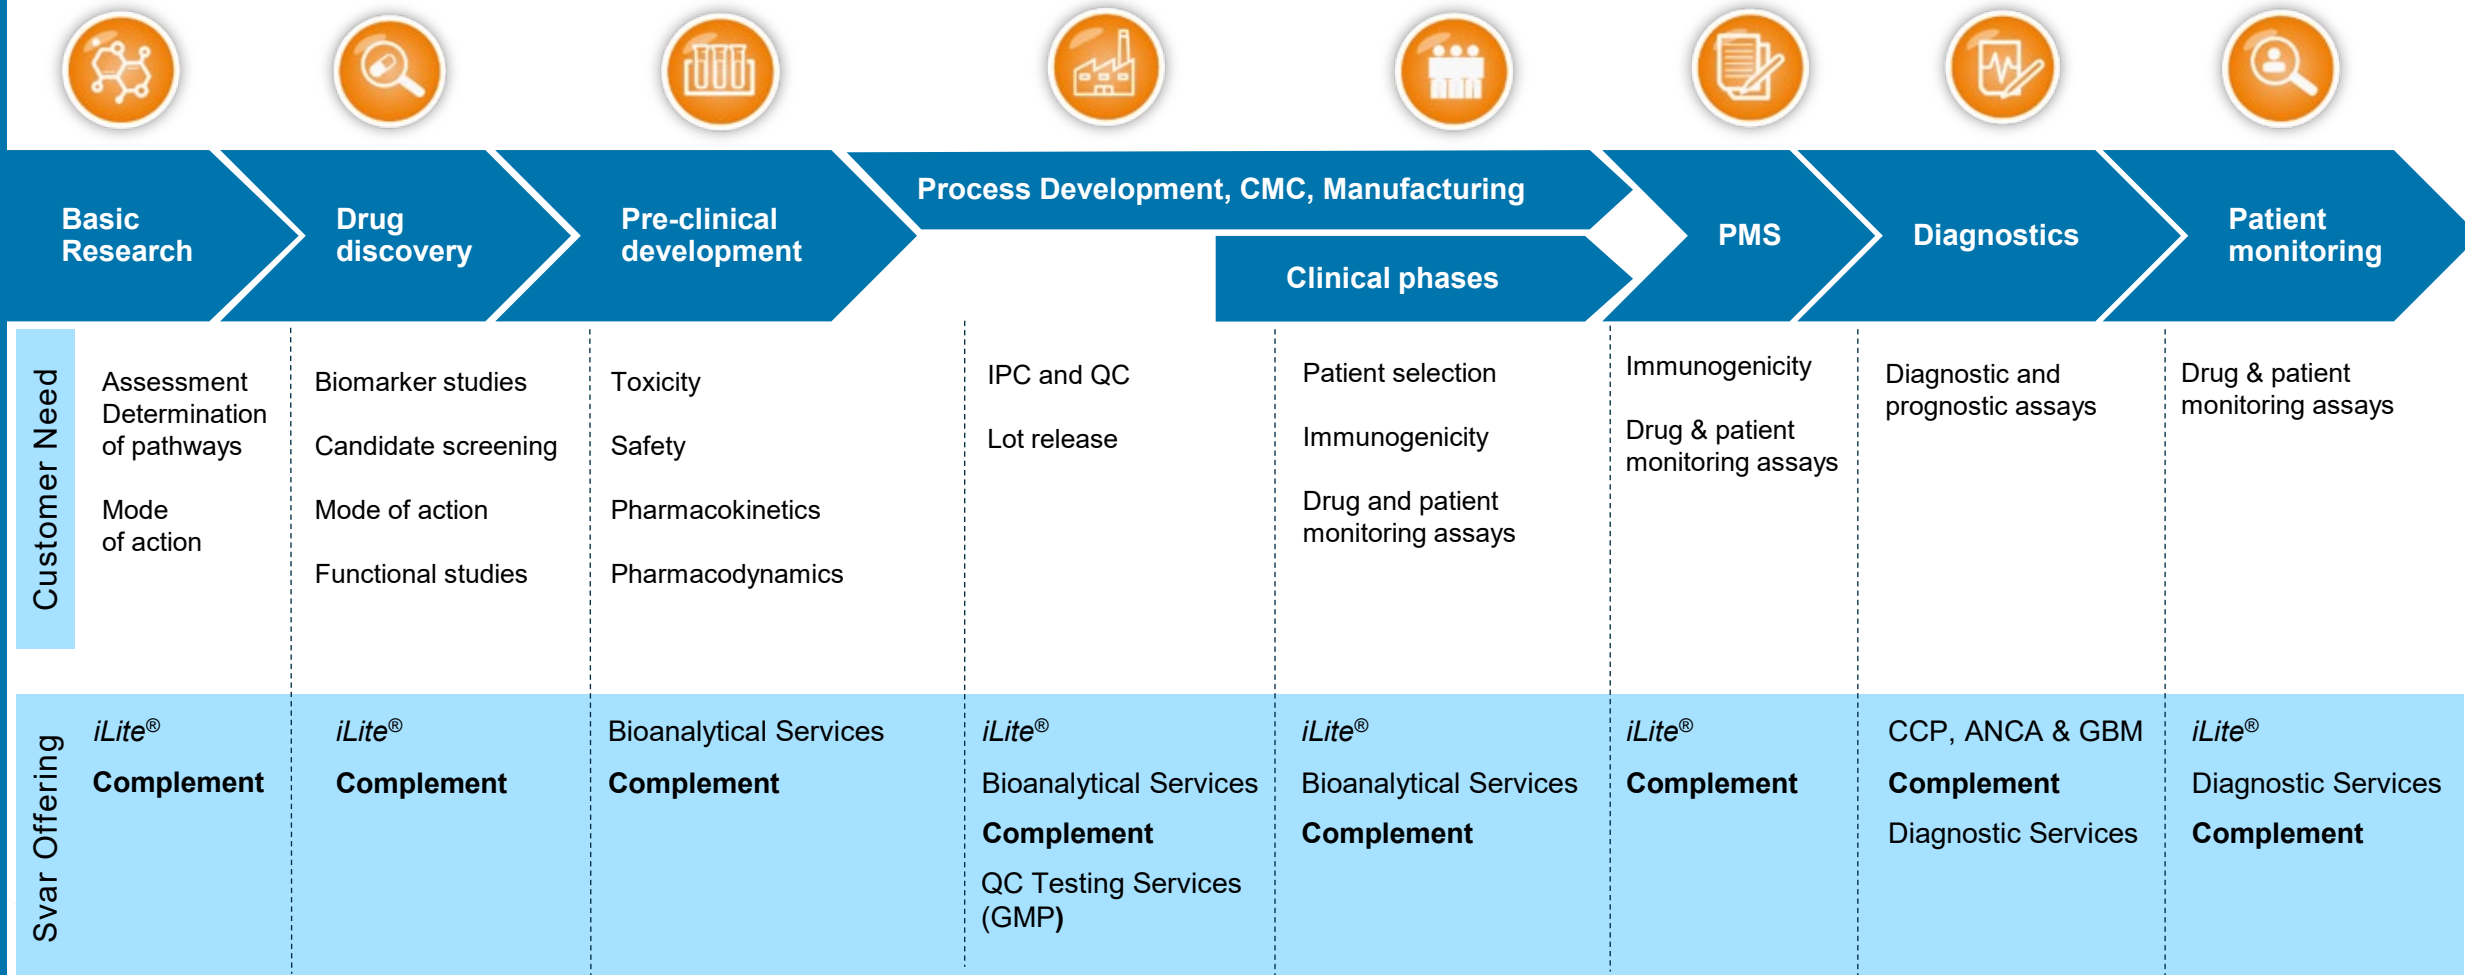 Basic
Research
Drug
discovery
Pre-clinical
development
Process Development, CMC, Manufacturing
Clinical phases
PMS
Diagnostics
Patient
monitoring
Customer Need
Assessment
Determination
of pathways
Mode
of action
Biomarker studies
Candidate screening
Mode of action
Functional studies
Toxicity
Safety
Pharmacokinetics
Pharmacodynamics
IPC and QC
Lot release
Patient selection
Immunogenicity
Drug and patient
monitoring assays
Immunogenicity
Drug & patient
monitoring assays
Diagnostic and
prognostic assays
Drug & patient
monitoring assays
Svar Offering
iLite®
Complement
iLite®
Complement
Bioanalytical Services
Complement
iLite®
Bioanalytical Services
Complement
QC Testing Services
(GMP)
iLite®
Bioanalytical Services
Complement
iLite®
Complement
CCP, ANCA & GBM
Complement
Diagnostic Services
iLite®
Diagnostic Services
Complement